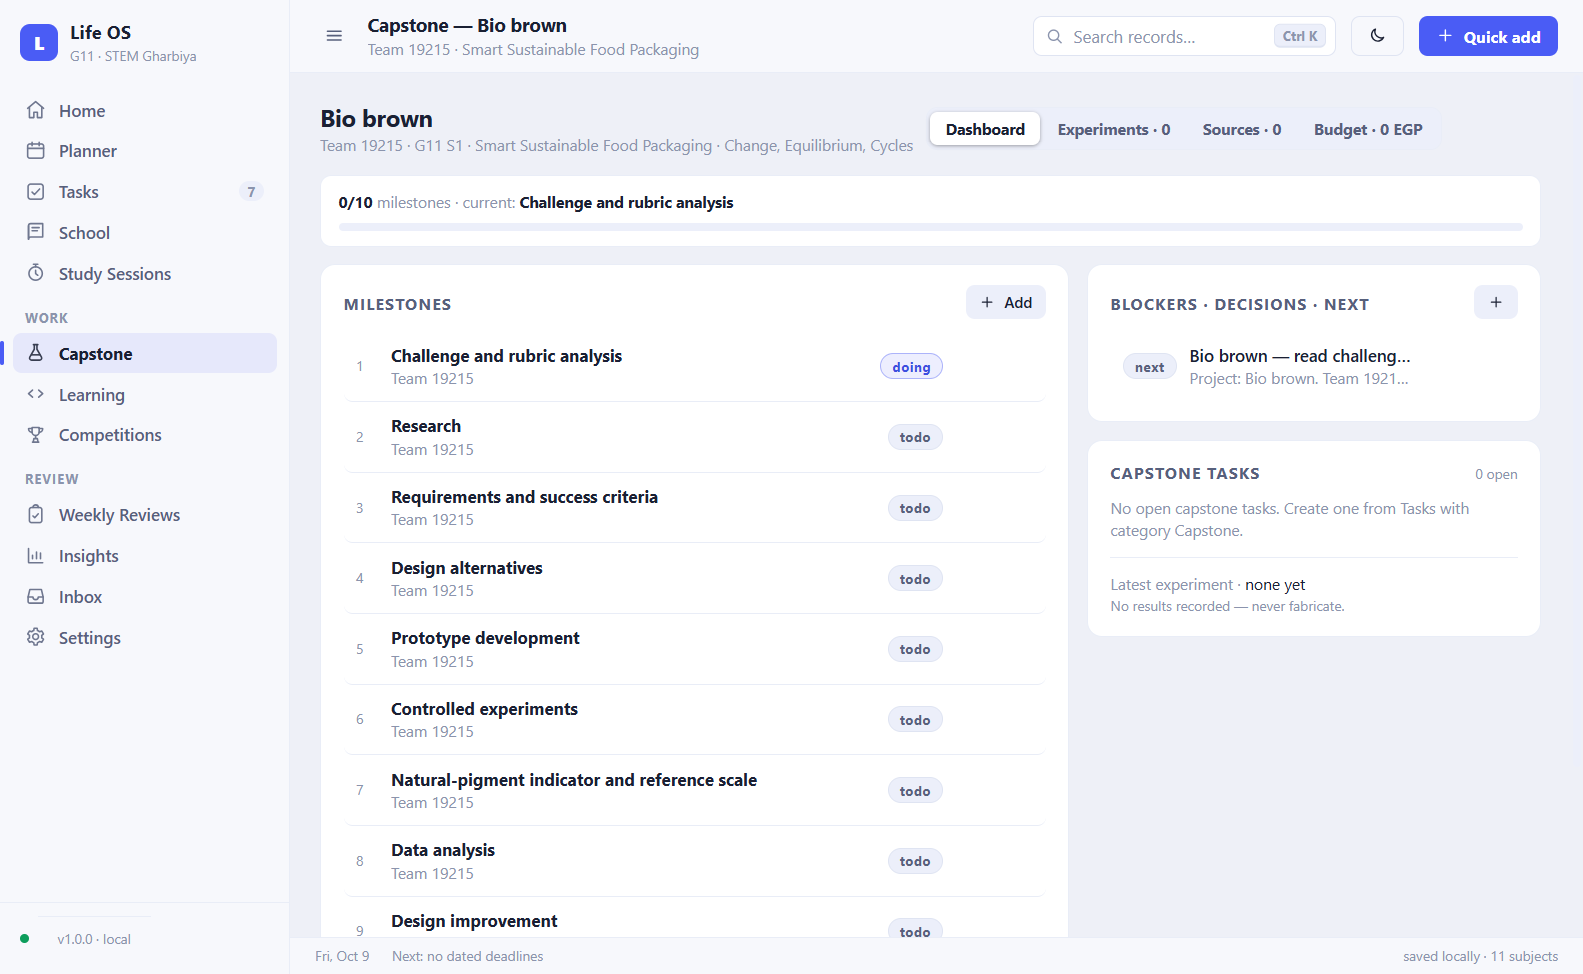 L
Life OS
G11 · STEM Gharbiya
Home
Planner
Tasks
7
School
Study Sessions
WORK
Capstone
Learning
Competitions
REVIEW
Weekly Reviews
Insights
Inbox
Settings
v1.0.0 · local
Capstone — Bio brown
Team 19215 · Smart Sustainable Food Packaging
Search records...
Ctrl K
Quick add
Bio brown
Team 19215 · G11 S1 · Smart Sustainable Food Packaging · Change, Equilibrium, Cycles
Dashboard
Experiments · 0
Sources · 0
Budget · 0 EGP
0/10 milestones · current: Challenge and rubric analysis
MILESTONES
Add
1
Challenge and rubric analysis
Team 19215
doing
2
Research
Team 19215
todo
3
Requirements and success criteria
Team 19215
todo
4
Design alternatives
Team 19215
todo
5
Prototype development
Team 19215
todo
6
Controlled experiments
Team 19215
todo
7
Natural-pigment indicator and reference scale
Team 19215
todo
8
Data analysis
Team 19215
todo
9
Design improvement
todo
BLOCKERS · DECISIONS · NEXT
next
Bio brown — read challeng...
Project: Bio brown. Team 1921...
CAPSTONE TASKS
0 open
No open capstone tasks. Create one from Tasks with
category Capstone.
Latest experiment · none yet
No results recorded — never fabricate.
Fri, Oct 9
Next: no dated deadlines
saved locally · 11 subjects